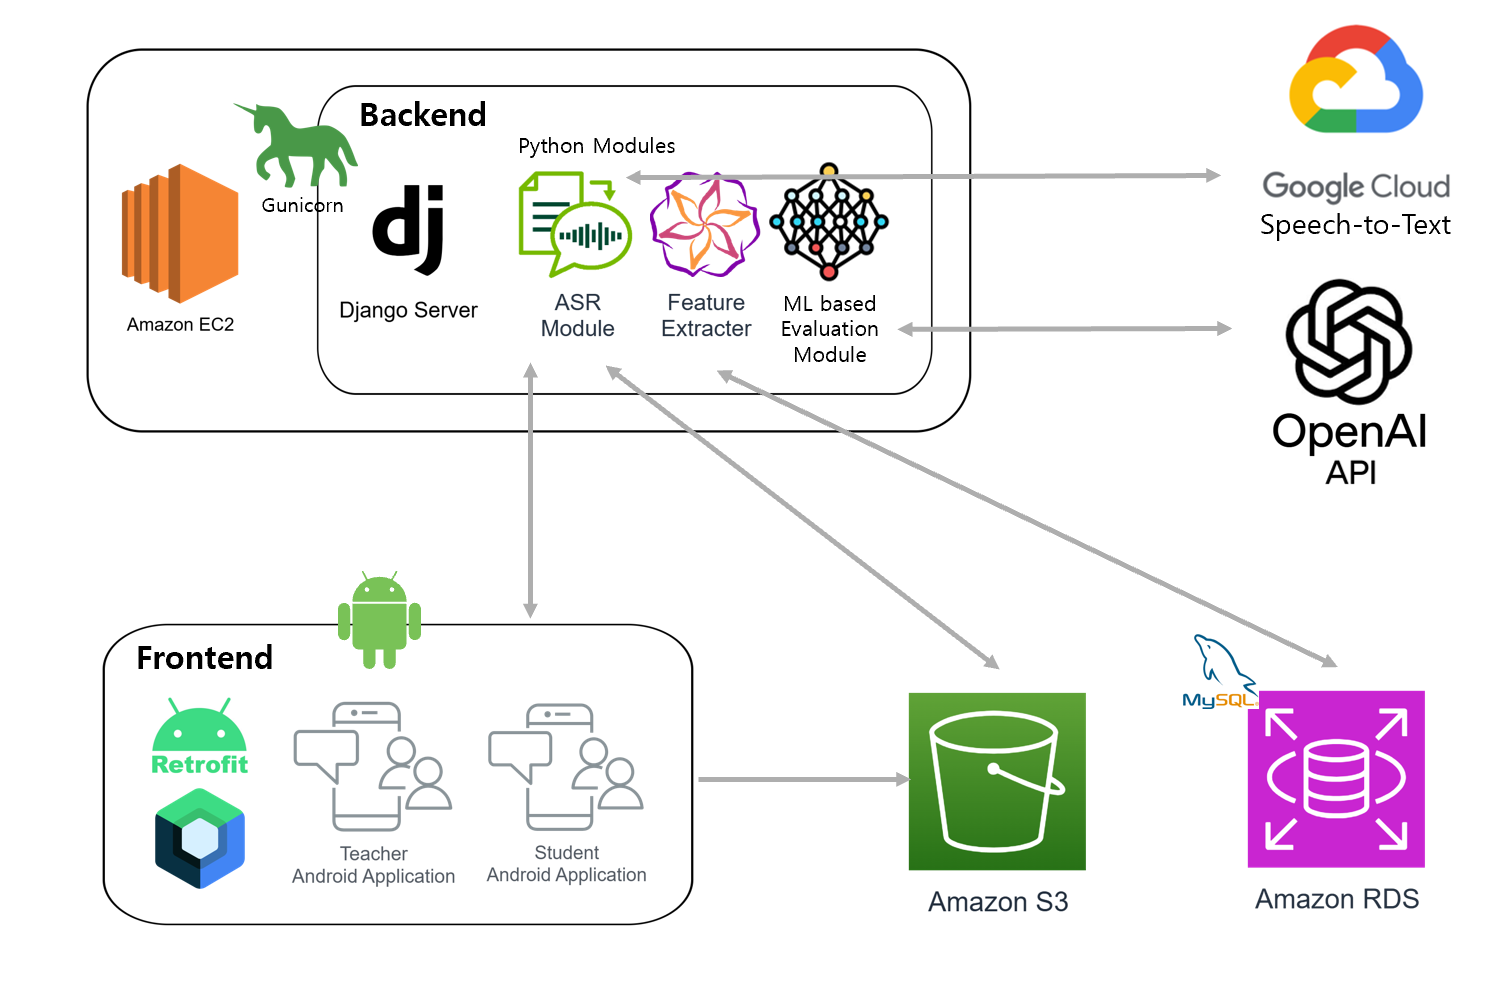 Backend
Python Modules
Gunicorn
Amazon EC2
dj
Django Server
ASR
Module
Feature
Extracter
ML based
Evaluation
Module
Google Cloud
Speech-to-Text
OpenAI
API
Frontend
Retrofit
Teacher
Android Application
Student
Android Application
Amazon S3
MySQL
Amazon RDS